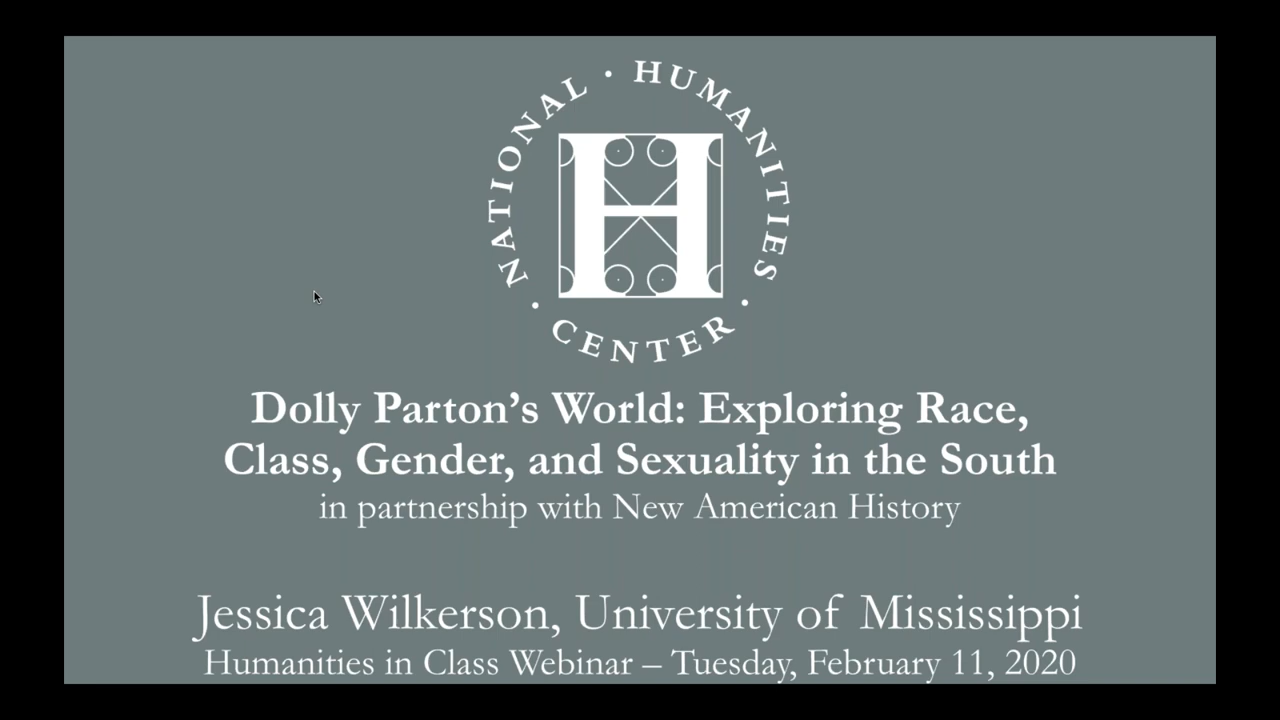 NATIONAL · HUMANITIES · CENTER ·
H
Dolly Parton’s World: Exploring Race,
Class, Gender, and Sexuality in the South
in partnership with New American History
Jessica Wilkerson, University of Mississippi
Humanities in Class Webinar – Tuesday, February 11, 2020